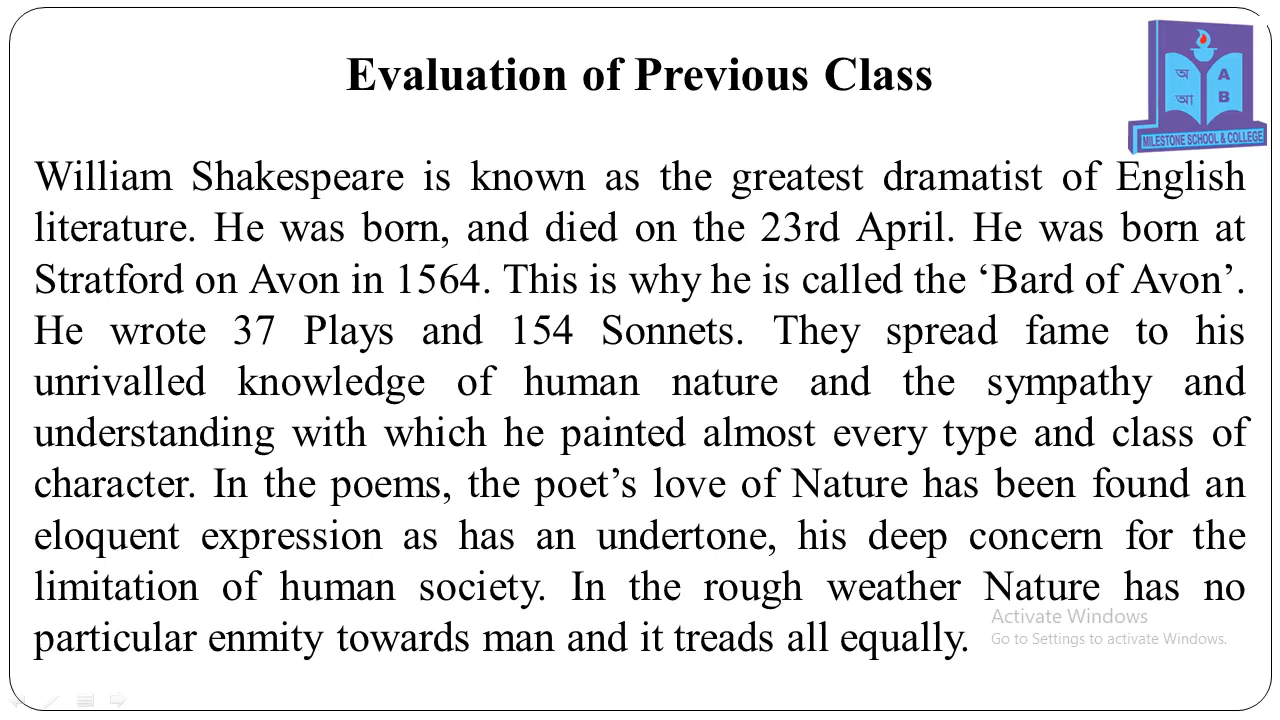 Evaluation of Previous Class
অ A
আ B
MILESTONE SCHOOL & COLLEGE
William Shakespeare is known as the greatest dramatist of English
literature. He was born, and died on the 23rd April. He was born at
Stratford on Avon in 1564. This is why he is called the ‘Bard of Avon’.
He wrote 37 Plays and 154 Sonnets. They spread fame to his
unrivalled knowledge of human nature and the sympathy and
understanding with which he painted almost every type and class of
character. In the poems, the poet’s love of Nature has been found an
eloquent expression as has an undertone, his deep concern for the
limitation of human society. In the rough weather Nature has no
particular enmity towards man and it treads all equally.
Activate Windows
Go to Settings to activate Windows.